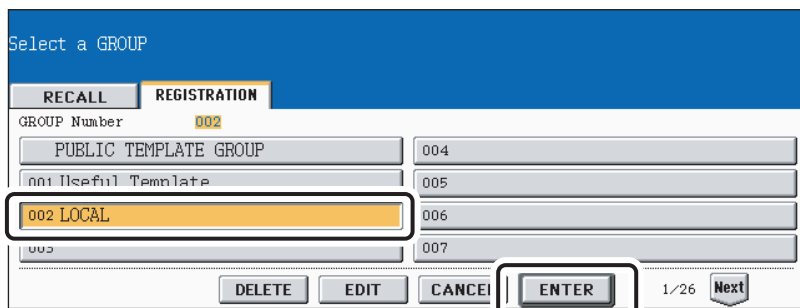 Select a GROUP
RECALL REGISTRATION
GROUP Number 002
PUBLIC TEMPLATE GROUP 004
001 Useful Template 005
002 LOCAL 006
003 007
DELETE EDIT CANCEL ENTER 1/26 Next